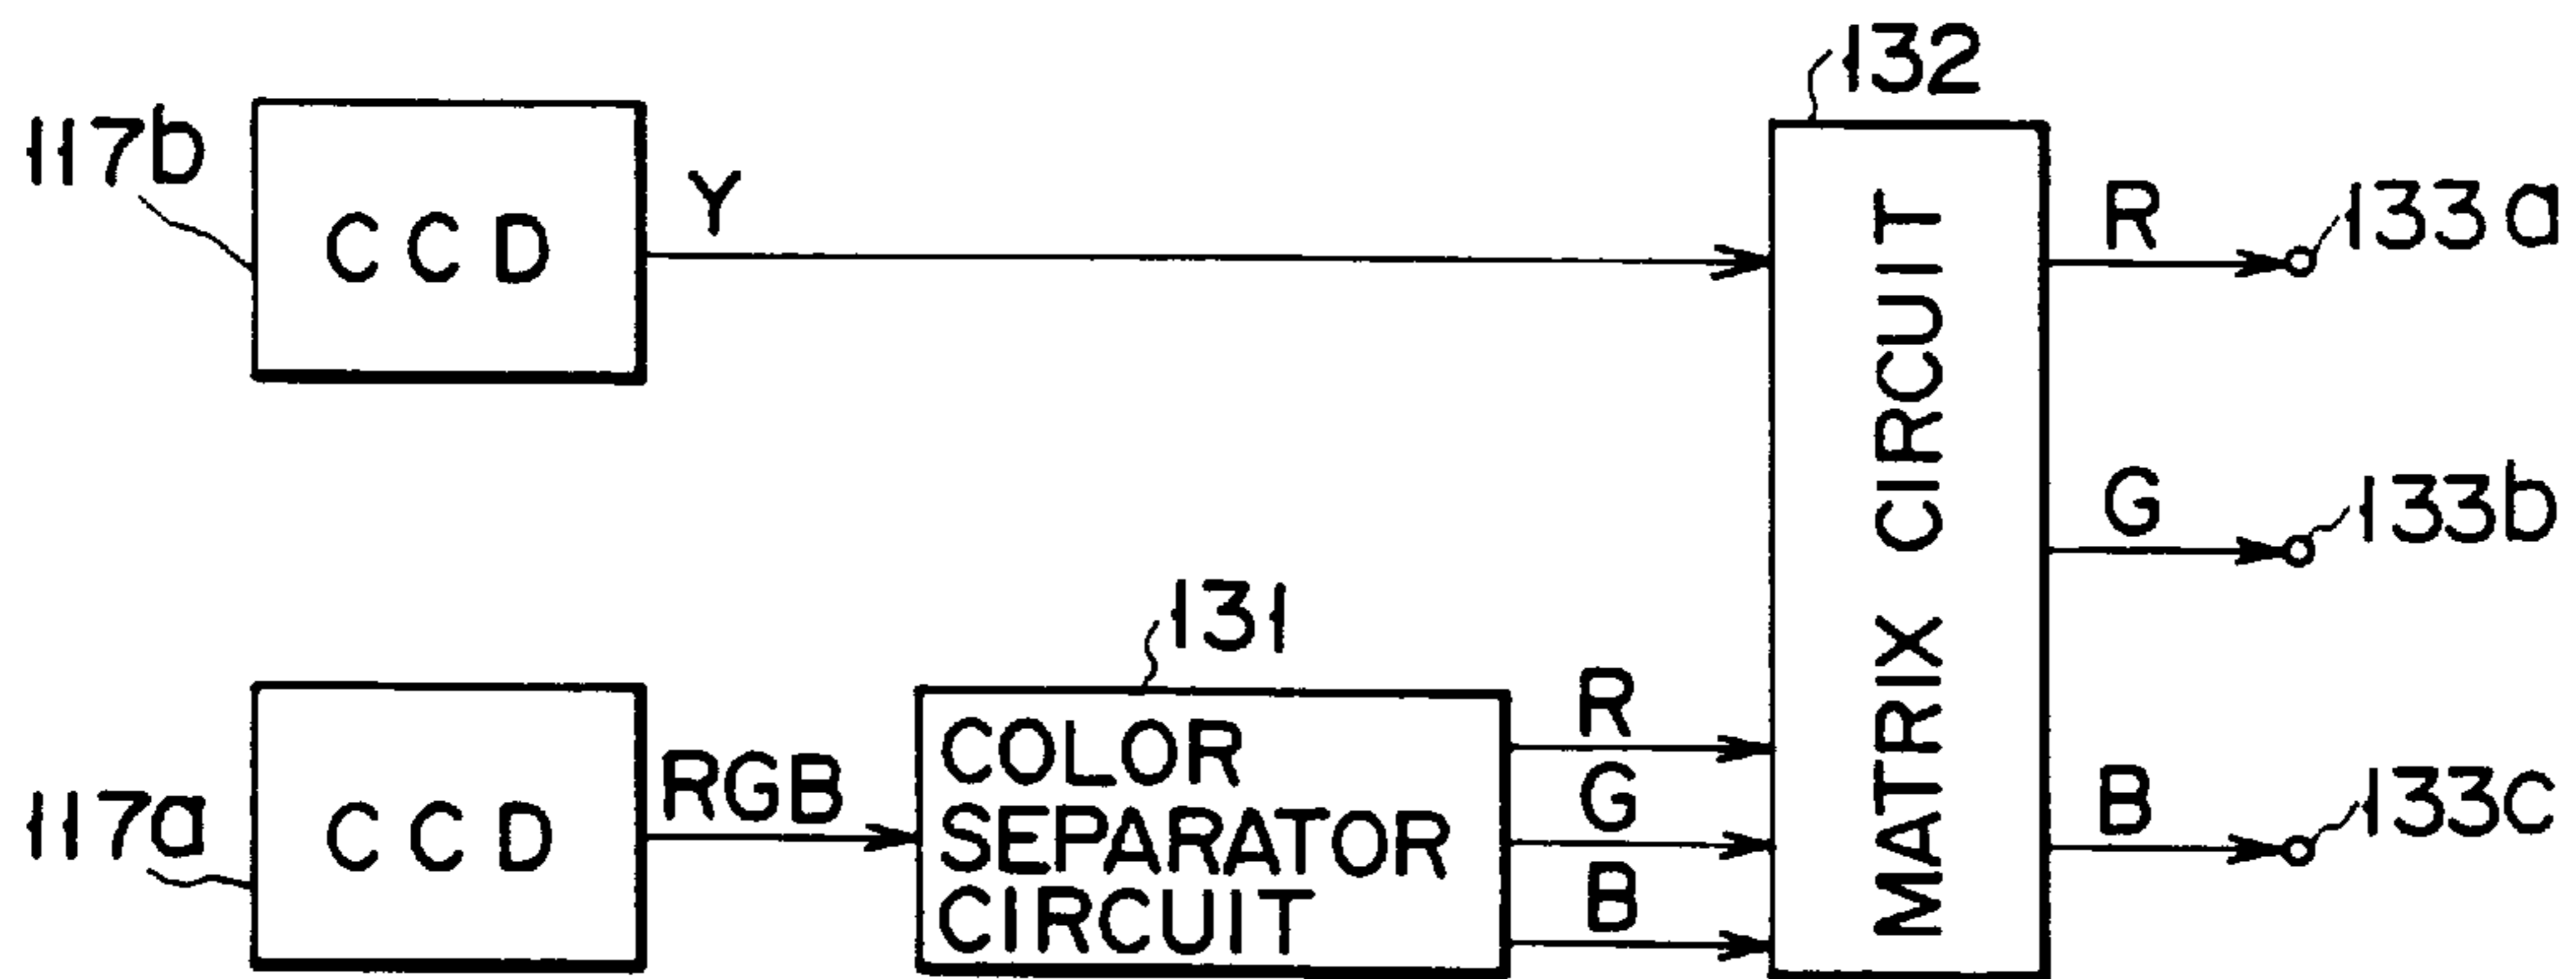 132
117b
CCD
Y
R
133a
MATRIX CIRCUIT
G
133b
131
117a
CCD
RGB
COLOR
SEPARATOR
CIRCUIT
R
G
B
B
133c